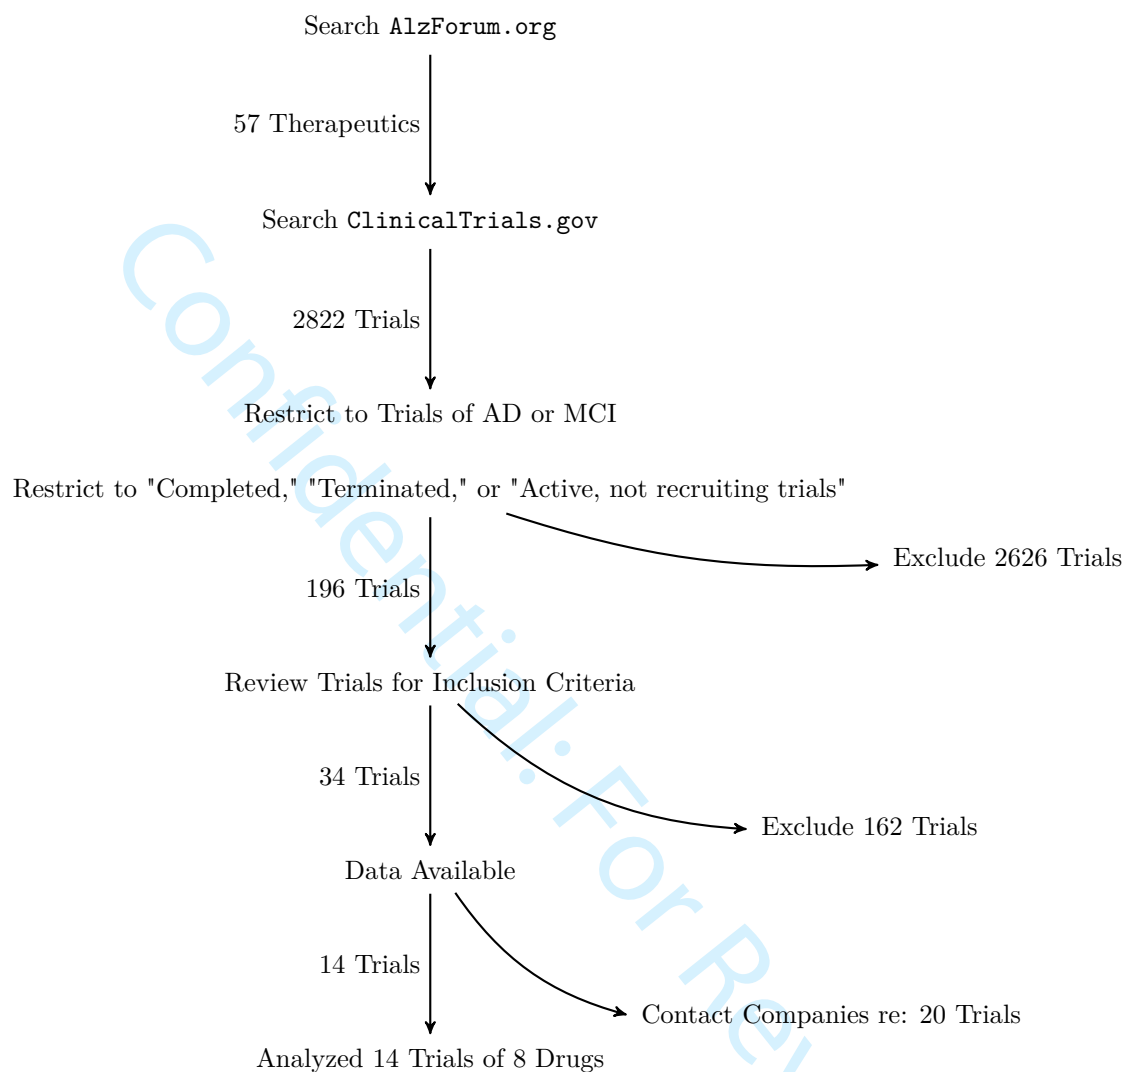 Search AlzForum.org
57 Therapeutics
Search ClinicalTrials.gov
2822 Trials
Restrict to Trials of AD or MCI
Restrict to "Completed," "Terminated," or "Active, not recruiting trials"
Exclude 2626 Trials
196 Trials
Review Trials for Inclusion Criteria
34 Trials
Exclude 162 Trials
Data Available
14 Trials
Contact Companies re: 20 Trials
Analyzed 14 Trials of 8 Drugs
Confidential: For Rev